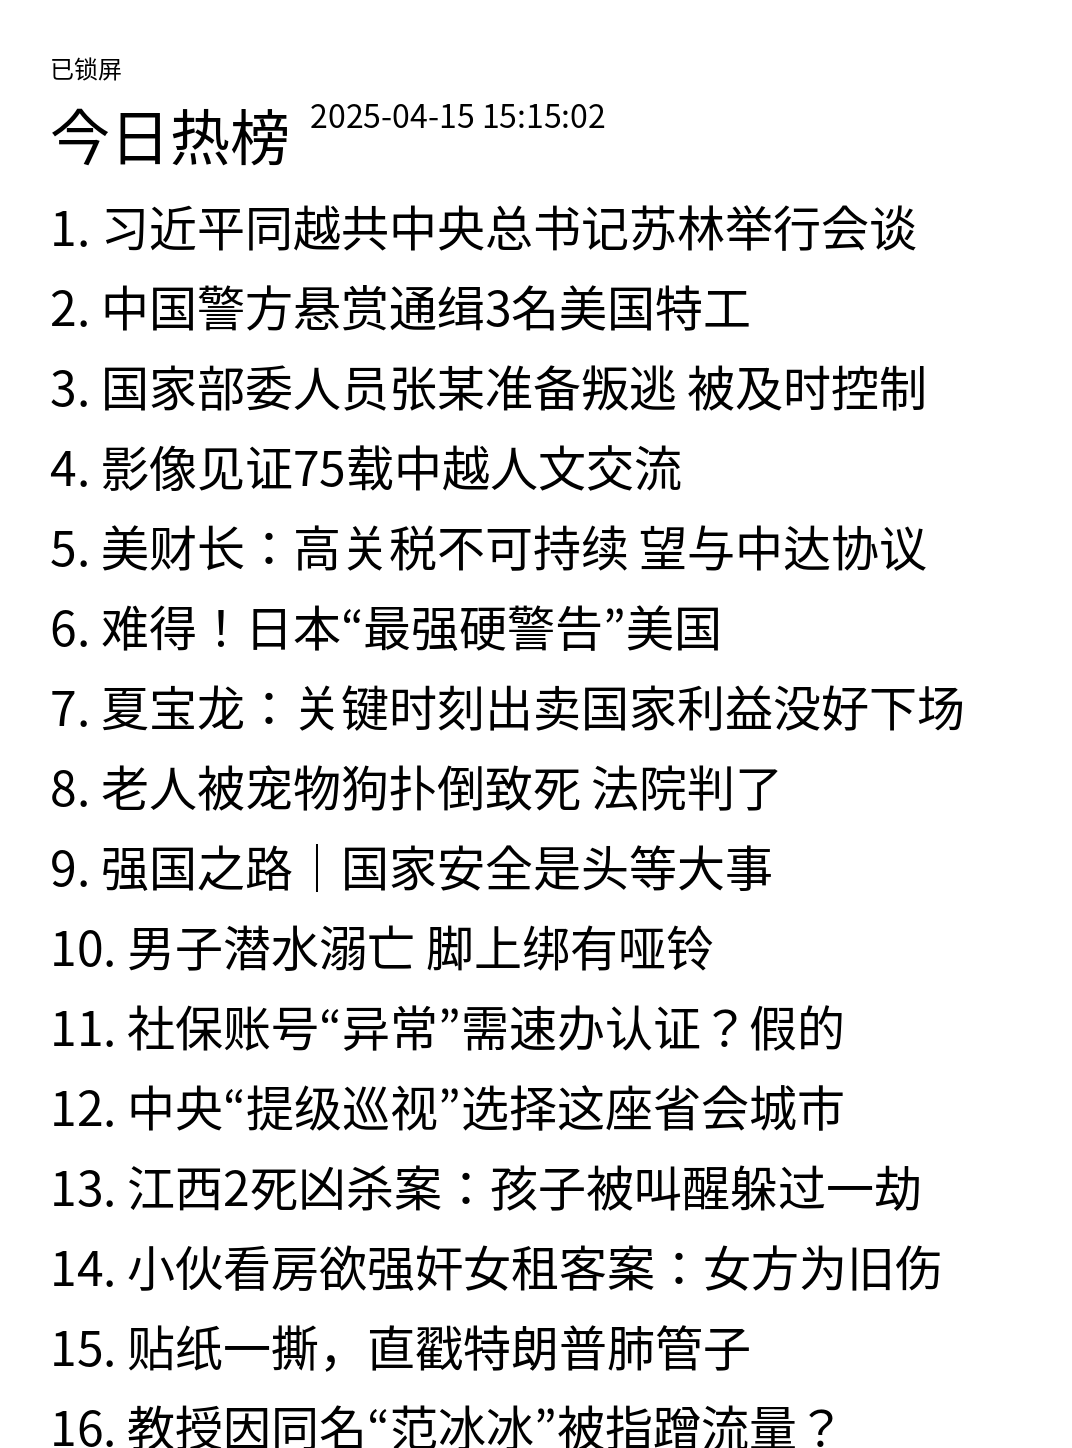 已锁屏
今日热榜 2025-04-15 15:15:02
1. 习近平同越共中央总书记苏林举行会谈
2. 中国警方悬赏通缉3名美国特工
3. 国家部委人员张某准备叛逃 被及时控制
4. 影像见证75载中越人文交流
5. 美财长：高关税不可持续 望与中达协议
6. 难得！日本“最强硬警告”美国
7. 夏宝龙：关键时刻出卖国家利益没好下场
8. 老人被宠物狗扑倒致死 法院判了
9. 强国之路｜国家安全是头等大事
10. 男子潜水溺亡 脚上绑有哑铃
11. 社保账号“异常”需速办认证？假的
12. 中央“提级巡视”选择这座省会城市
13. 江西2死凶杀案：孩子被叫醒躲过一劫
14. 小伙看房欲强奸女租客案：女方为旧伤
15. 贴纸一撕，直戳特朗普肺管子
16. 教授因同名“范冰冰”被指蹭流量？